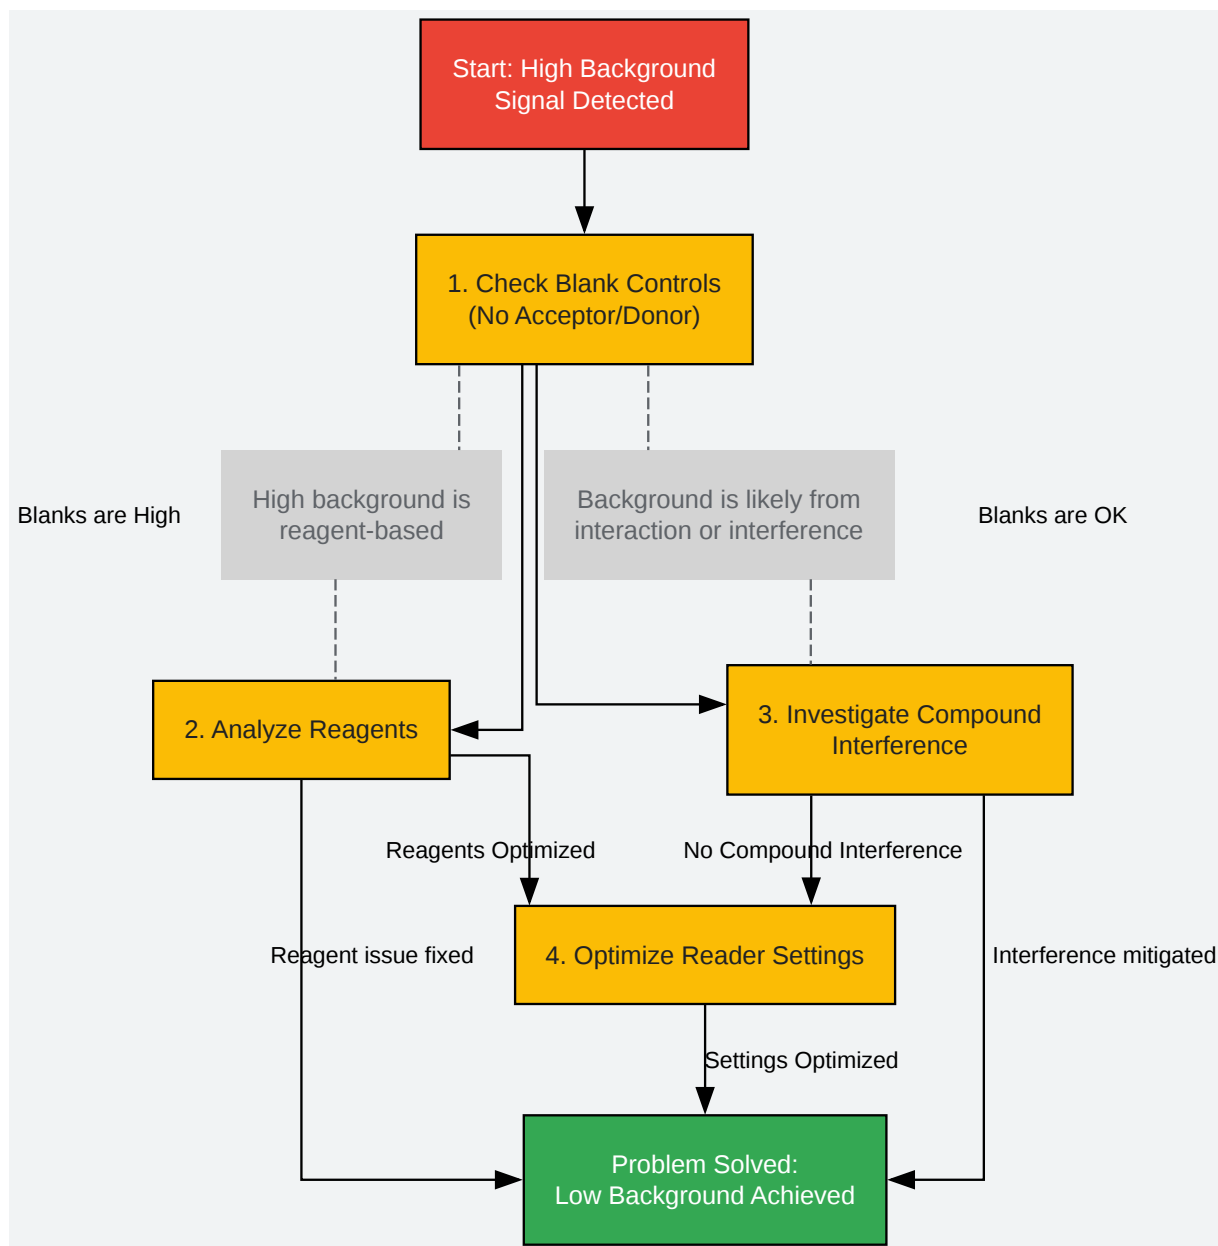 Start: High Background
Signal Detected
1. Check Blank Controls
(No Acceptor/Donor)
Blanks are High
High background is
reagent-based
Background is likely from
interaction or interference
Blanks are OK
2. Analyze Reagents
3. Investigate Compound
Interference
Reagents Optimized
No Compound Interference
Reagent issue fixed
4. Optimize Reader Settings
Interference mitigated
Settings Optimized
Problem Solved:
Low Background Achieved